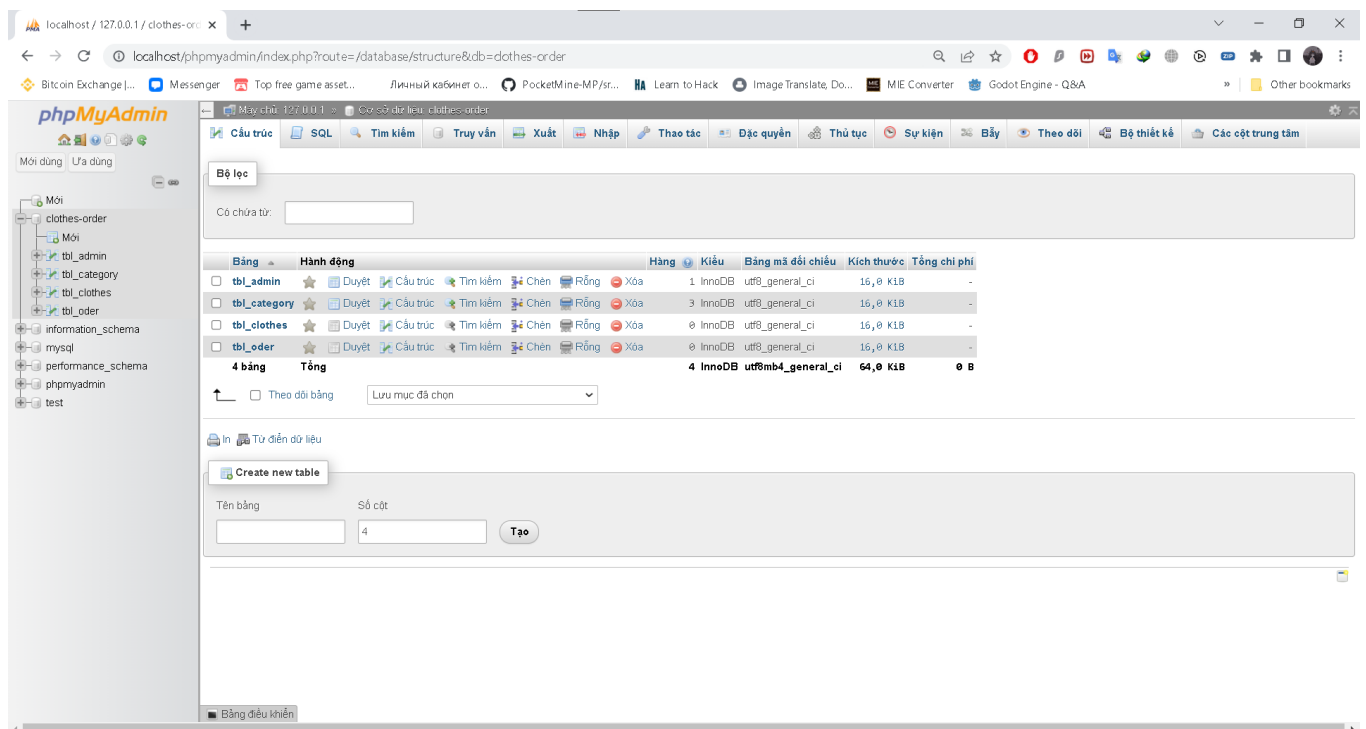 localhost / 127.0.0.1 / clothes-ord
localhost/phpmyadmin/index.php?route=/database/structure&db=clothes-order
Bitcoin Exchange |... Messenger Top free game asset... Личный кабинет о... PocketMine-MP/sr... Learn to Hack Image Translate, Do... MIE Converter Godot Engine - Q&A » Other bookmarks
phpMyAdmin
Mới dùng Ưa dùng
Mới
clothes-order
Mới
tbl_admin
tbl_category
tbl_clothes
tbl_oder
information_schema
mysql
performance_schema
phpmyadmin
test
Máy chủ: 127.0.0.1 » Cơ sở dữ liệu: clothes-order
Cấu trúc SQL Tìm kiếm Truy vấn Xuất Nhập Thao tác Đặc quyền Thủ tục Sự kiện Bẫy Theo dõi Bộ thiết kế Các cột trung tâm
Bộ lọc
Có chứa từ:
Bảng Hành động Hàng Kiểu Bảng mã đối chiếu Kích thước Tổng chi phí
tbl_admin Duyệt Cấu trúc Tìm kiếm Chèn Rỗng Xóa 1 InnoDB utf8_general_ci 16,0 KiB -
tbl_category Duyệt Cấu trúc Tìm kiếm Chèn Rỗng Xóa 3 InnoDB utf8_general_ci 16,0 KiB -
tbl_clothes Duyệt Cấu trúc Tìm kiếm Chèn Rỗng Xóa 0 InnoDB utf8_general_ci 16,0 KiB -
tbl_oder Duyệt Cấu trúc Tìm kiếm Chèn Rỗng Xóa 0 InnoDB utf8_general_ci 16,0 KiB -
4 bảng Tổng 4 InnoDB utf8mb4_general_ci 64,0 KiB 0 B
Theo dõi bảng Lưu mục đã chọn
In Từ điển dữ liệu
Create new table
Tên bảng Số cột
4 Tạo
Bảng điều khiển